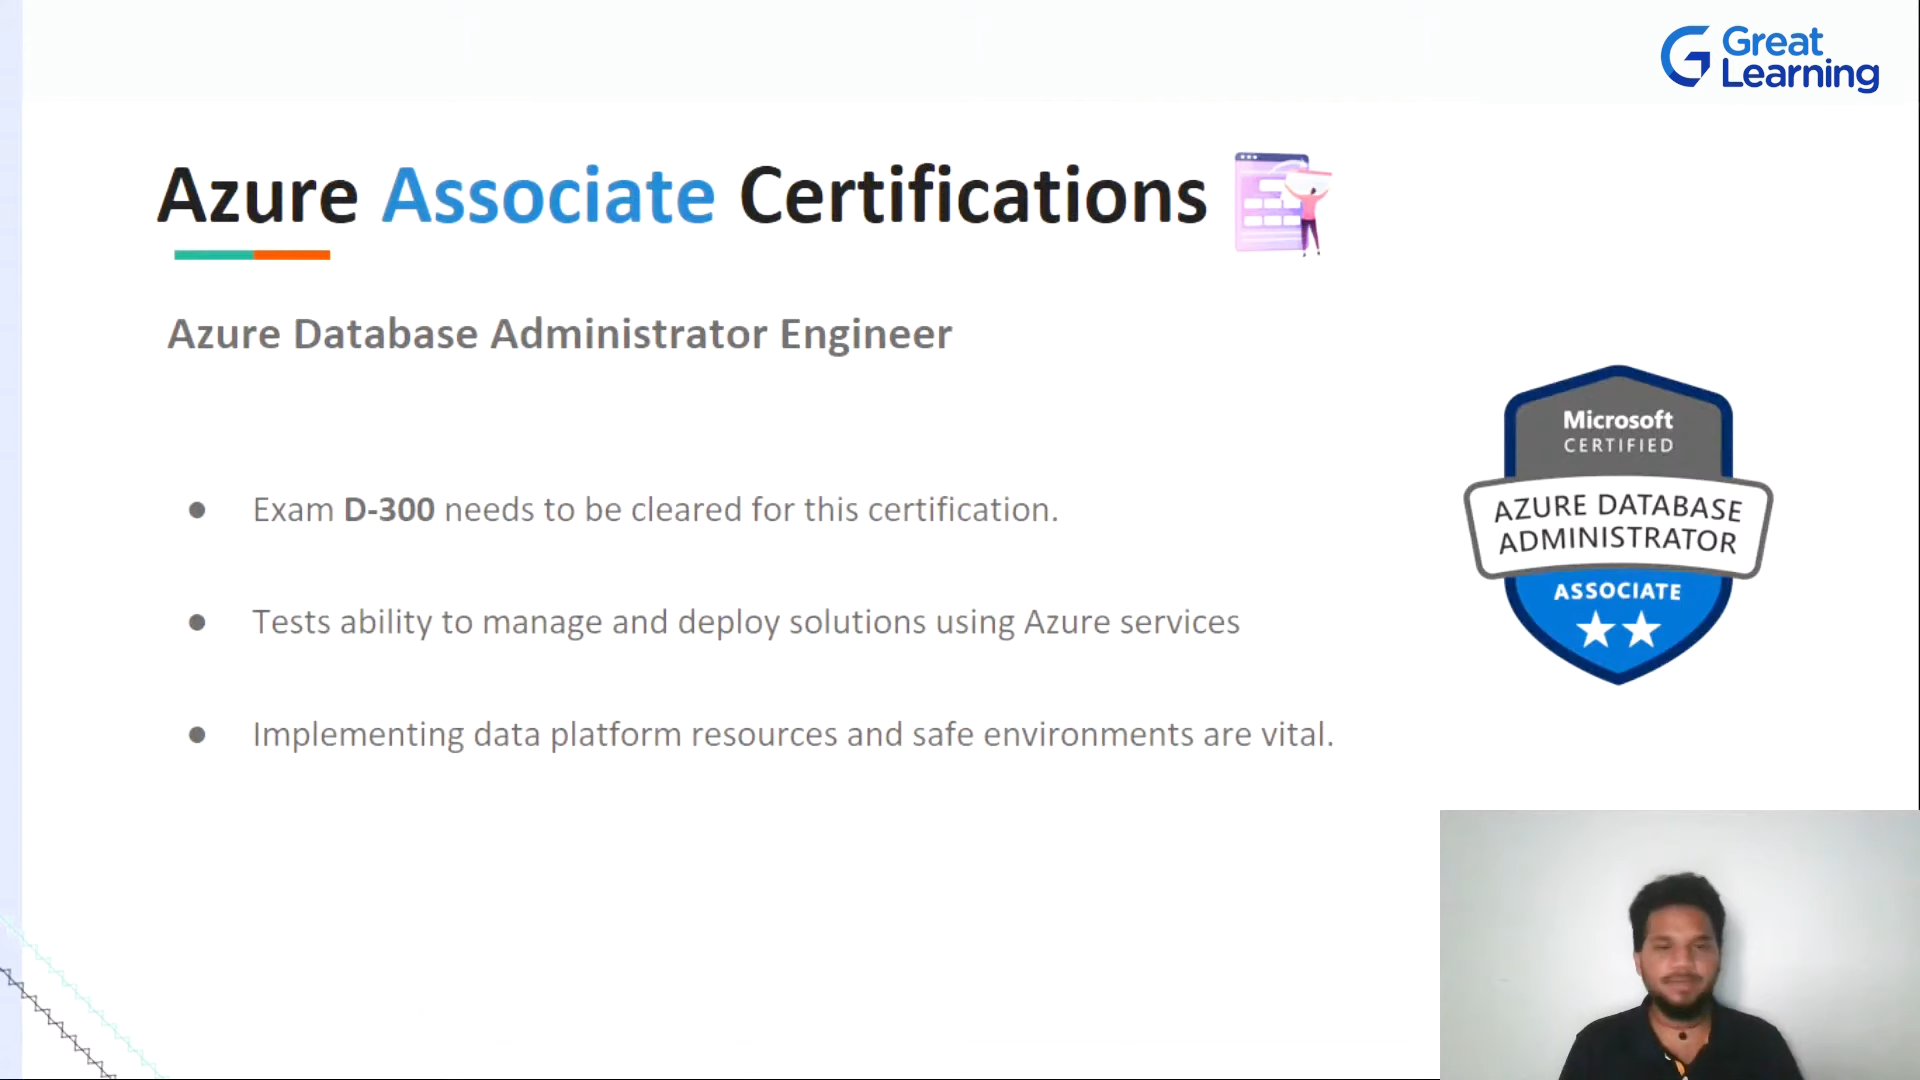 Great
Learning
Azure Associate Certifications
Azure Database Administrator Engineer
● Exam D-300 needs to be cleared for this certification.
● Tests ability to manage and deploy solutions using Azure services
● Implementing data platform resources and safe environments are vital.
Microsoft
CERTIFIED
AZURE DATABASE
ADMINISTRATOR
ASSOCIATE